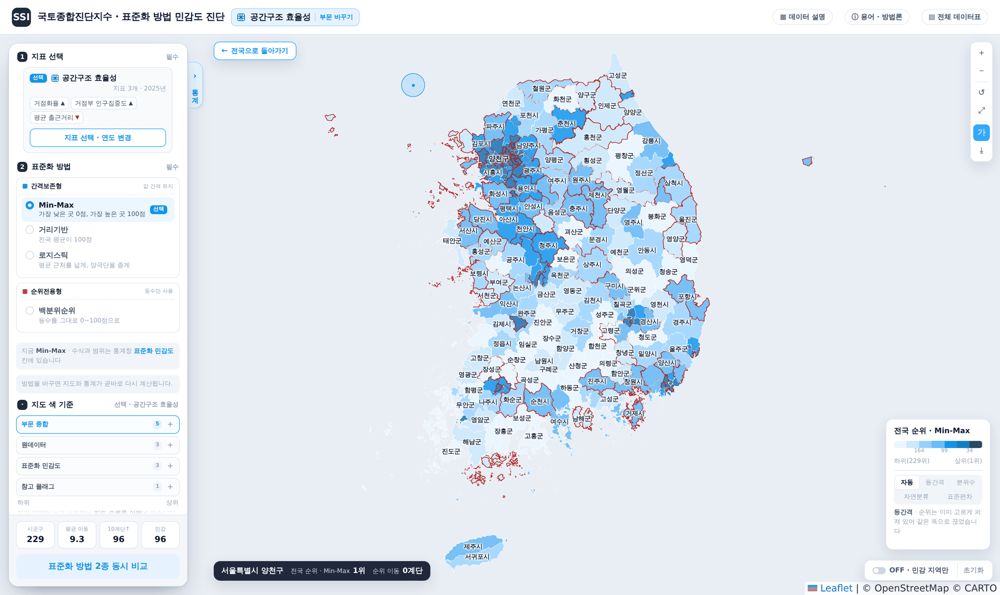 SSI 국토종합진단지수 · 표준화 방법 민감도 진단 공간구조 효율성 부문 바꾸기
▦ 데이터 설명 ⓘ 용어 · 방법론 ▤ 전체 데이터표
1 지표 선택 필수
선택 공간구조 효율성
지표 3개 · 2025년
거점화율 ▲ 거점부 인구집중도 ▲
평균 출근거리 ▼
지표 선택 · 연도 변경
2 표준화 방법 필수
간격보존형 값 간격 유지
Min-Max
가장 낮은 곳 0점, 가장 높은 곳 100점
선택
거리기반
전국 평균이 100점
로지스틱
평균 근처를 넓게, 양극단을 좁게
순위전용형 등수만 사용
백분위순위
등수를 그대로 0~100점으로
지금 Min-Max · 수식과 범위는 통계창 표준화 민감도
칸에 있습니다
방법을 바꾸면 지도와 통계가 곧바로 다시 계산됩니다.
· 지도 색 기준 선택 · 공간구조 효율성
부문 종합 5 +
원데이터 3 +
표준화 민감도 3 +
참고 플래그 1 +
하위 상위
시군구 평균 이동 10계단↑ 민감
229 9.3 96 96
표준화 방법 2종 동시 비교
›
통계
← 전국으로 돌아가기
고성군
철원군
양구군
화천군
연천군
인제군
양양군
포천시
춘천시
파주시
가평군
홍천군
강릉시
김포시
남양주시
양천구
양평군
횡성군
평창군
시흥시
광주시
정선군
여주시
원주시
삼척시
화성시
용인시
제천시
영월군
평택시
안성시
음성군
충주시
단양군
당진시
아산시
영주시
봉화군
울진군
서산시
천안시
괴산군
태안군
예산군
청주시
문경시
영양군
홍성군
공주시
보은군
상주시
예천군
안동시
영덕군
보령시
옥천군
의성군
청송군
부여군
논산시
영동군
구미시
군위군
서천군
금산군
김천시
포항시
익산시
칠곡군
영천시
완주군
무주군
성주군
김제시
진안군
경산시
경주시
거창군
고령군
장수군
청도군
정읍시
임실군
함양군
합천군
울주군
창녕군
밀양시
고창군
순창군
남원시
산청군
의령군
양산시
장성군
구례군
영광군
곡성군
함안군
함평군
하동군
진주시
창원시
무안군
나주시
화순군
순천시
고성군
영암군
보성군
여수시
남해군
거제시
장흥군
고흥군
해남군
진도군
제주시
서귀포시
서울특별시 양천구 전국 순위 · Min-Max 1위 순위 이동 0계단
+
−
↺
⤢
가
⤓
전국 순위 · Min-Max
164 99 34
하위(229위) 상위(1위)
자동 등간격 분위수
자연분류 표준편차
등간격 · 순위는 이미 고르게 퍼
져 있어 같은 폭으로 끊었습니
다
OFF · 민감 지역만 초기화
Leaflet | © OpenStreetMap © CARTO